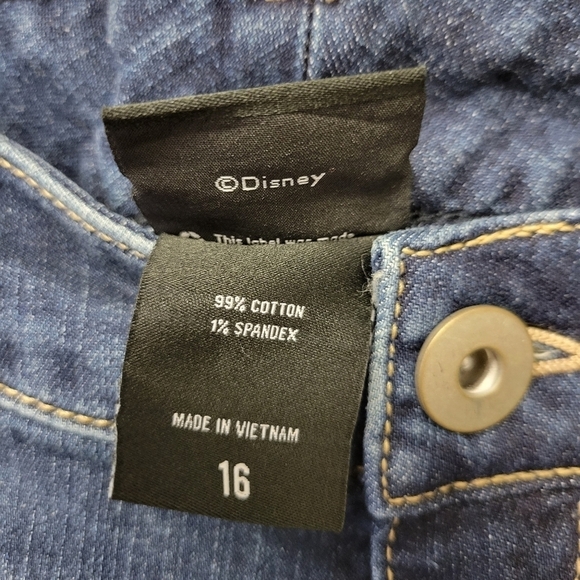 ©Disney
This label was made
99% COTTON
1% SPANDEX
MADE IN VIETNAM
16